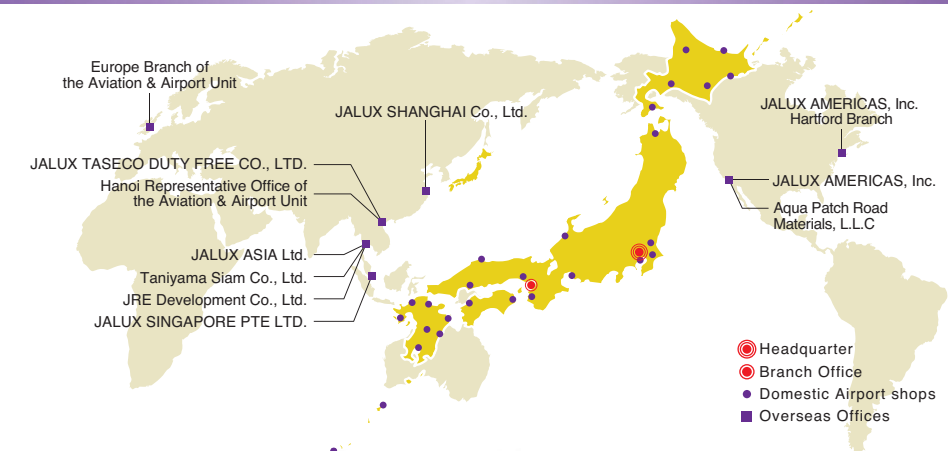 Europe Branch of
the Aviation & Airport Unit
JALUX SHANGHAI Co., Ltd.
JALUX TASECO DUTY FREE CO., LTD.
Hanoi Representative Office of
the Aviation & Airport Unit
JALUX ASIA Ltd.
Taniyama Siam Co., Ltd.
JRE Development Co., Ltd.
JALUX SINGAPORE PTE LTD.
JALUX AMERICAS, Inc.
Hartford Branch
JALUX AMERICAS, Inc.
Aqua Patch Road
Materials, L.L.C
Headquarter
Branch Office
Domestic Airport shops
Overseas Offices